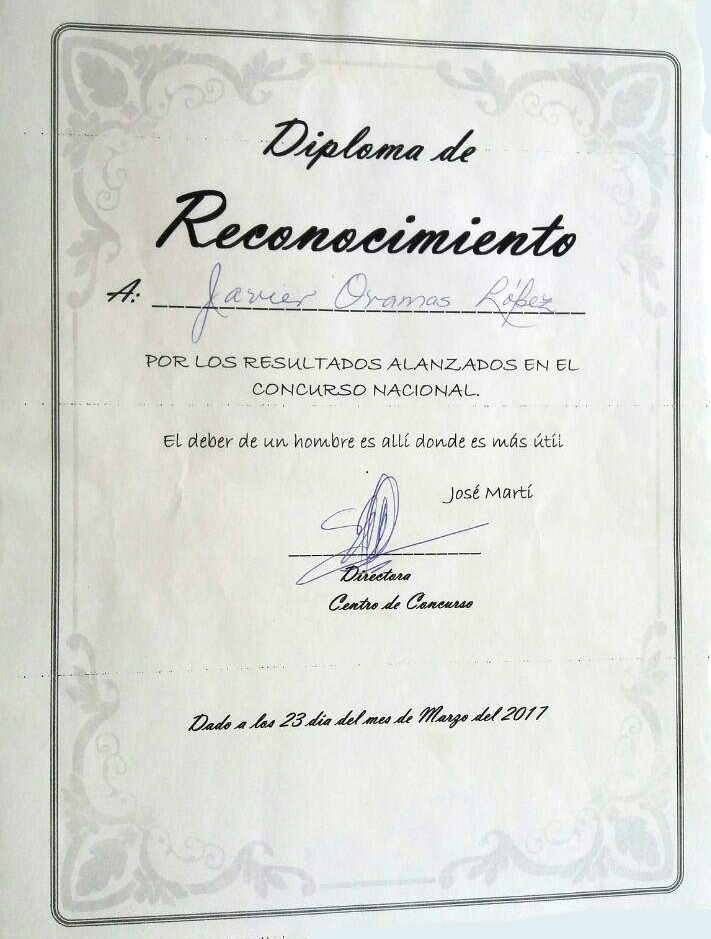 Diploma de
Reconocimiento
A: Javier Oramas López
POR LOS RESULTADOS ALANZADOS EN EL
CONCURSO NACIONAL.
El deber de un hombre es allí donde es más útil
José Martí
Directora
Centro de Concurso
Dado a los 23 dia del mes de Marzo del 2017